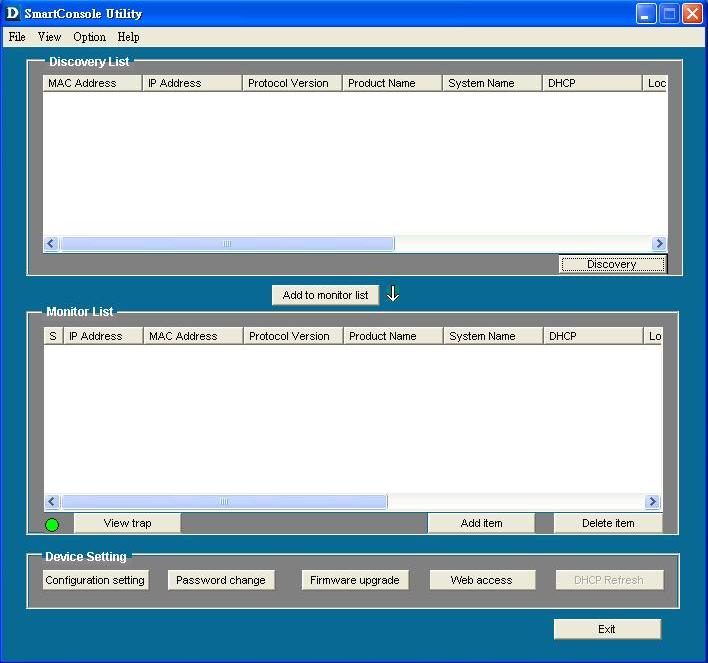 D SmartConsole Utility
File View Option Help
Discovery List
MAC Address IP Address Protocol Version Product Name System Name DHCP Loc
Discovery
Add to monitor list
Monitor List
S IP Address MAC Address Protocol Version Product Name System Name DHCP Lo
View trap Add item Delete item
Device Setting
Configuration setting Password change Firmware upgrade Web access DHCP Refresh
Exit